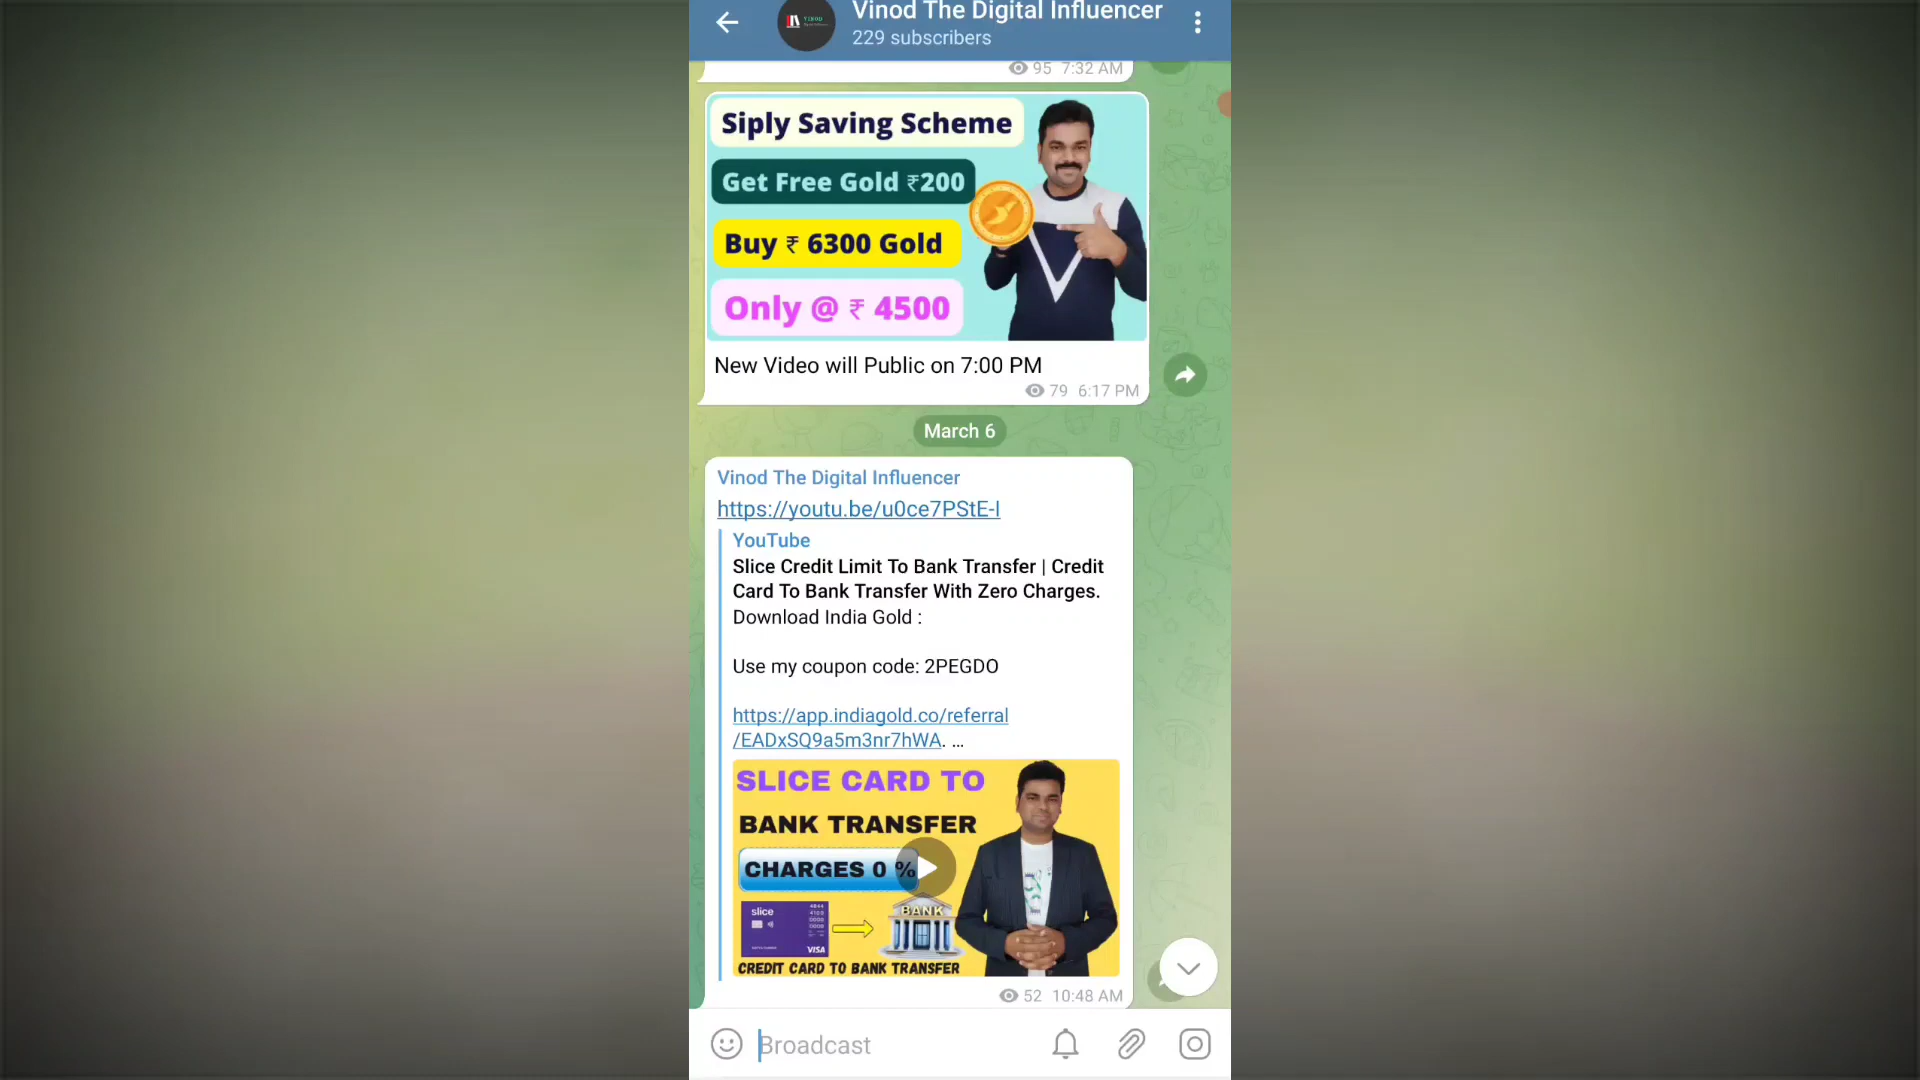 Vinod The Digital Influencer
229 subscribers
95 7:32 AM
Siply Saving Scheme
Get Free Gold ₹200
Buy ₹ 6300 Gold
Only @ ₹ 4500
New Video will Public on 7:00 PM
79 6:17 PM
March 6
Vinod The Digital Influencer
https://youtu.be/u0ce7PStE-I
YouTube
Slice Credit Limit To Bank Transfer | Credit
Card To Bank Transfer With Zero Charges.
Download India Gold :
Use my coupon code: 2PEGDO
https://app.indiagold.co/referral
/EADxSQ9a5m3nr7hWA. ...
SLICE CARD TO
BANK TRANSFER
CHARGES 0 %
slice
VISA
BANK
CREDIT CARD TO BANK TRANSFER
52 10:48 AM
Broadcast